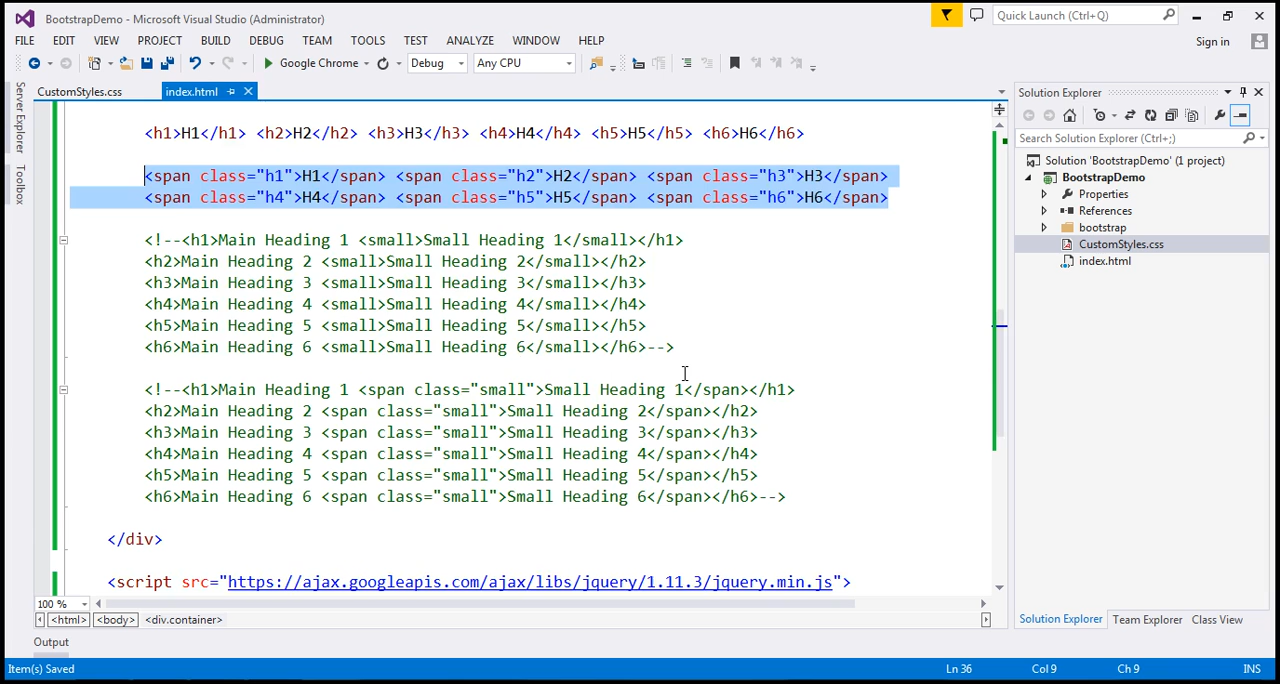 BootstrapDemo - Microsoft Visual Studio (Administrator)
Quick Launch (Ctrl+Q)
FILE EDIT VIEW PROJECT BUILD DEBUG TEAM TOOLS TEST ANALYZE WINDOW HELP
Sign in
Google Chrome Debug Any CPU
Server Explorer
Toolbox
CustomStyles.css index.html
<h1>H1</h1> <h2>H2</h2> <h3>H3</h3> <h4>H4</h4> <h5>H5</h5> <h6>H6</h6>
<span class="h1">H1</span> <span class="h2">H2</span> <span class="h3">H3</span>
<span class="h4">H4</span> <span class="h5">H5</span> <span class="h6">H6</span>
<!--<h1>Main Heading 1 <small>Small Heading 1</small></h1>
<h2>Main Heading 2 <small>Small Heading 2</small></h2>
<h3>Main Heading 3 <small>Small Heading 3</small></h3>
<h4>Main Heading 4 <small>Small Heading 4</small></h4>
<h5>Main Heading 5 <small>Small Heading 5</small></h5>
<h6>Main Heading 6 <small>Small Heading 6</small></h6>-->
<!--<h1>Main Heading 1 <span class="small">Small Heading 1</span></h1>
<h2>Main Heading 2 <span class="small">Small Heading 2</span></h2>
<h3>Main Heading 3 <span class="small">Small Heading 3</span></h3>
<h4>Main Heading 4 <span class="small">Small Heading 4</span></h4>
<h5>Main Heading 5 <span class="small">Small Heading 5</span></h5>
<h6>Main Heading 6 <span class="small">Small Heading 6</span></h6>-->
</div>
<script src="https://ajax.googleapis.com/ajax/libs/jquery/1.11.3/jquery.min.js">
100 %
<html> <body> <div.container>
Solution Explorer
Search Solution Explorer (Ctrl+;)
Solution 'BootstrapDemo' (1 project)
BootstrapDemo
Properties
References
bootstrap
CustomStyles.css
index.html
Solution Explorer Team Explorer Class View
Output
Item(s) Saved Ln 36 Col 9 Ch 9 INS